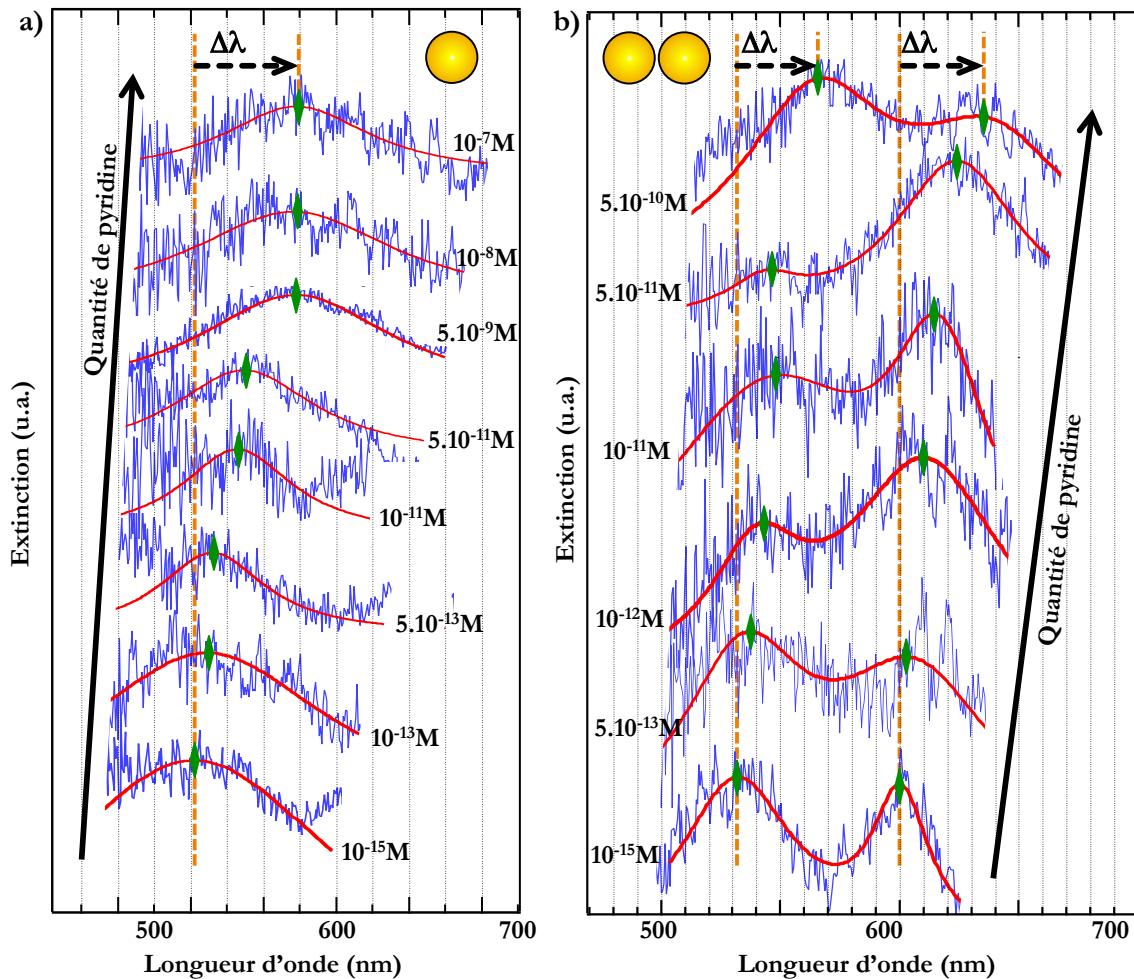 a)
Δλ
Quantité de pyridine
10-7M
10-8M
5.10-9M
5.10-11M
10-11M
5.10-13M
10-13M
10-15M
Extinction (u.a.)
500
600
700
Longueur d'onde (nm)
b)
Δλ
Δλ
5.10-10M
5.10-11M
10-11M
10-12M
5.10-13M
10-15M
Quantité de pyridine
Extinction (u.a.)
500
600
700
Longueur d'onde (nm)